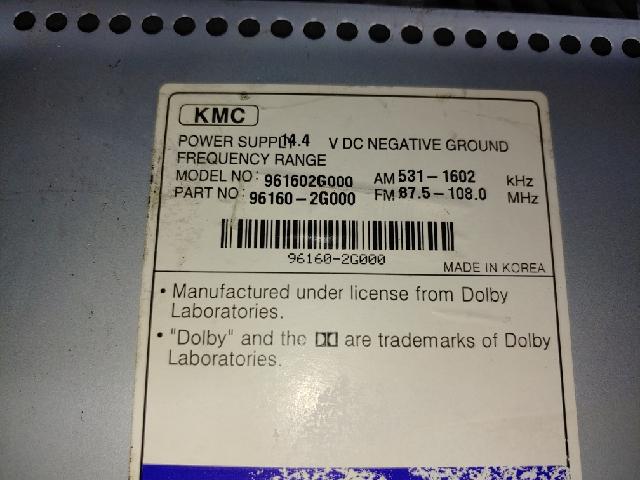 KMC
POWER SUPPLY 14.4 V DC NEGATIVE GROUND
FREQUENCY RANGE
MODEL NO: 961602G000 AM 531-1602 kHz
PART NO: 96160-2G000 FM 87.5-108.0 MHz
96160-2G000
MADE IN KOREA
• Manufactured under license from Dolby
Laboratories.
• "Dolby" and the are trademarks of Dolby
Laboratories.